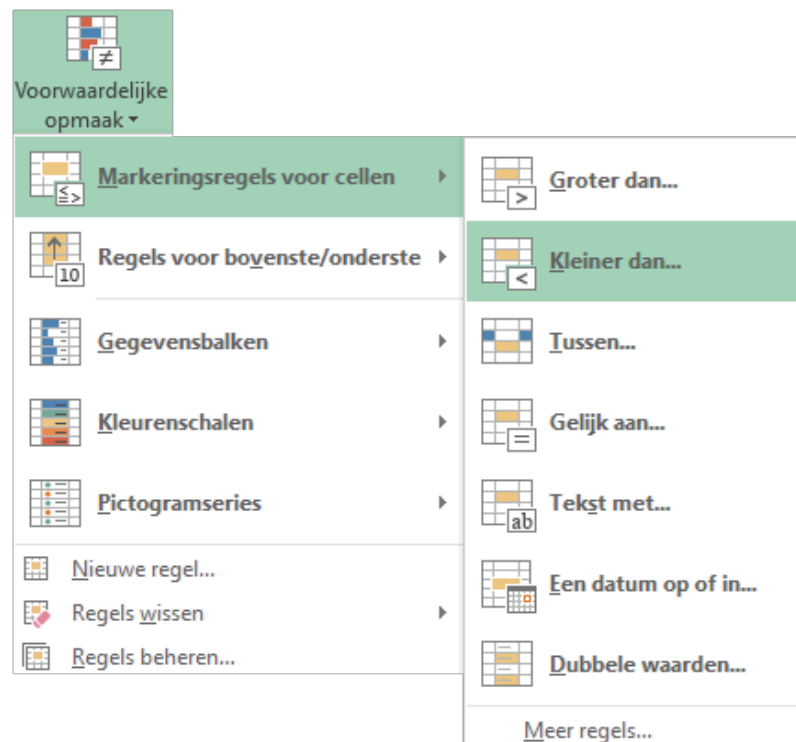 Voorwaardelijke
opmaak
Markeringsregels voor cellen
Regels voor bovenste/onderste
10
Gegevensbalken
Kleurenschalen
Pictogramseries
Nieuwe regel...
Regels wissen
Regels beheren...
Groter dan...
>
Kleiner dan...
<
Tussen...
Gelijk aan...
=
Tekst met...
ab
Een datum op of in...
Dubbele waarden...
Meer regels...